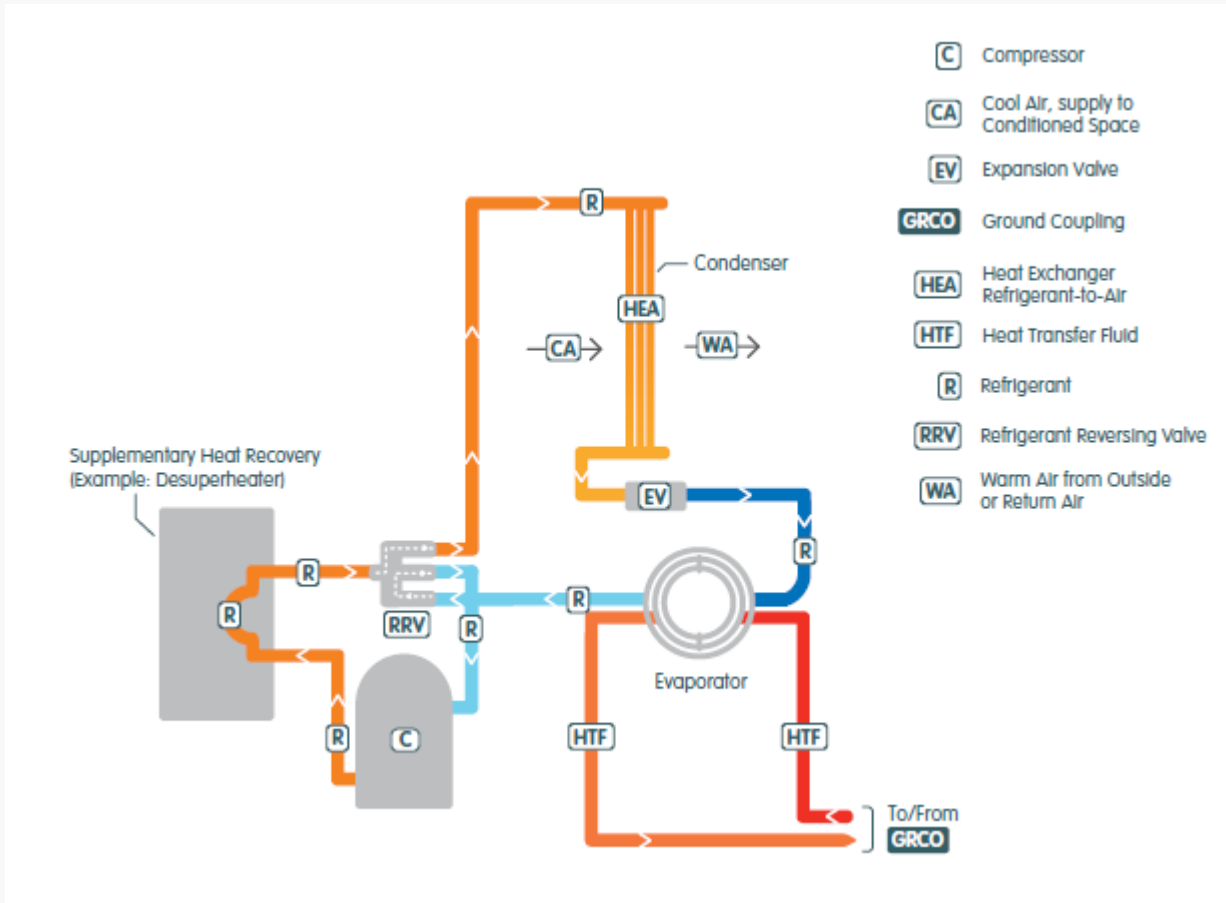 C Compressor
CA Cool Air, supply to
Conditioned Space
EV Expansion Valve
GRCO Ground Coupling
HEA Heat Exchanger
Refrigerant-to-Air
HTF Heat Transfer Fluid
R Refrigerant
RRV Refrigerant Reversing Valve
WA Warm Air from Outside
or Return Air
R
Condenser
HEA
CA
WA
Supplementary Heat Recovery
(Example: Desuperheater)
EV
R
R
R
R
RRV
R
Evaporator
R
C
HTF
HTF
To/From
GRCO